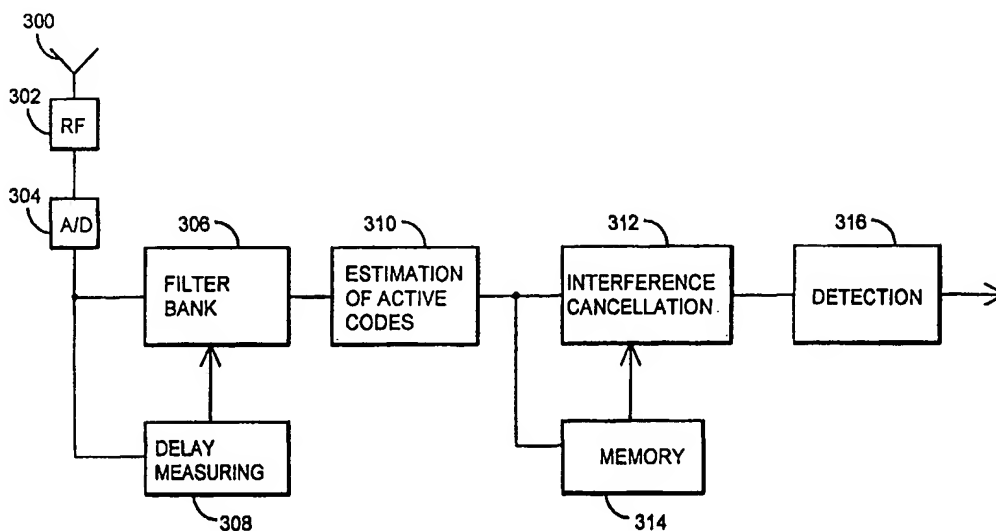 300
302
RF
304
A/D
306
310
312
316
FILTER
BANK
ESTIMATION
OF ACTIVE
CODES
INTERFERENCE
CANCELLATION
DETECTION
DELAY
MEASURING
MEMORY
308
314